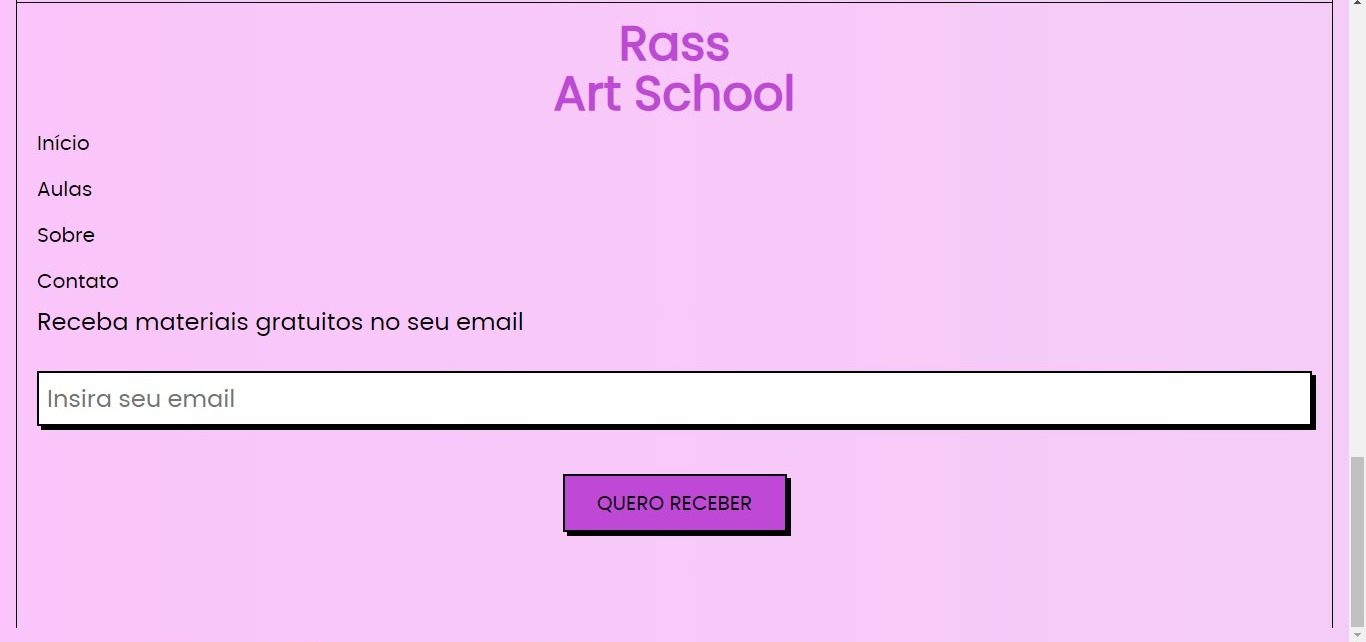 Rass
Art School
Início
Aulas
Sobre
Contato
Receba materiais gratuitos no seu email
Insira seu email
QUERO RECEBER